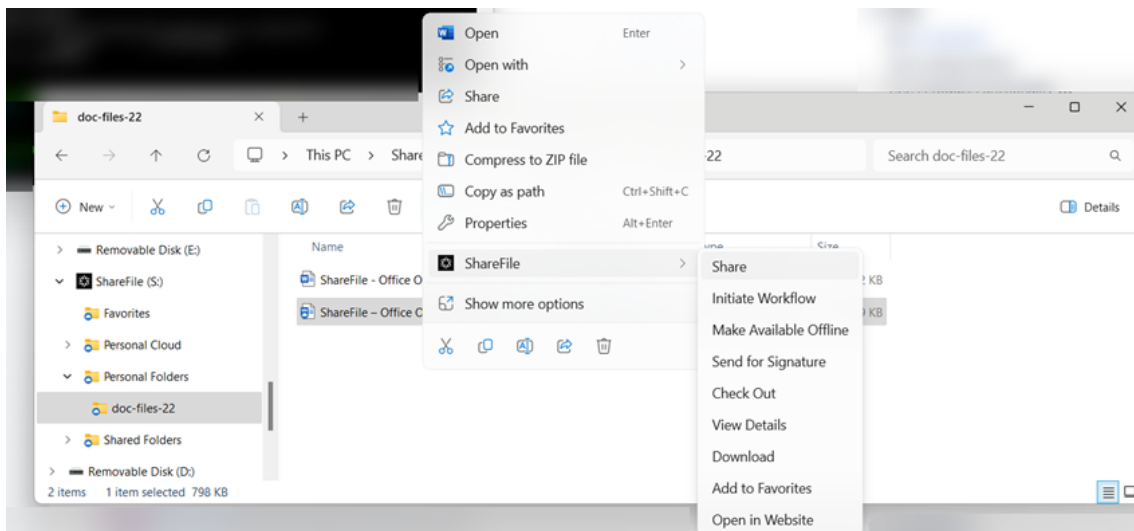 Open Enter
Open with
Share
Add to Favorites
Compress to ZIP file
Copy as path Ctrl+Shift+C
Properties Alt+Enter
ShareFile
Show more options
doc-files-22
This PC > Share
-22
Search doc-files-22
New
Details
Removable Disk (E:)
ShareFile (S:)
Favorites
Personal Cloud
Personal Folders
doc-files-22
Shared Folders
Removable Disk (D:)
2 items 1 item selected 798 KB
Name
Size
ShareFile - Office O
KB
ShareFile – Office O
KB
Share
Initiate Workflow
Make Available Offline
Send for Signature
Check Out
View Details
Download
Add to Favorites
Open in Website